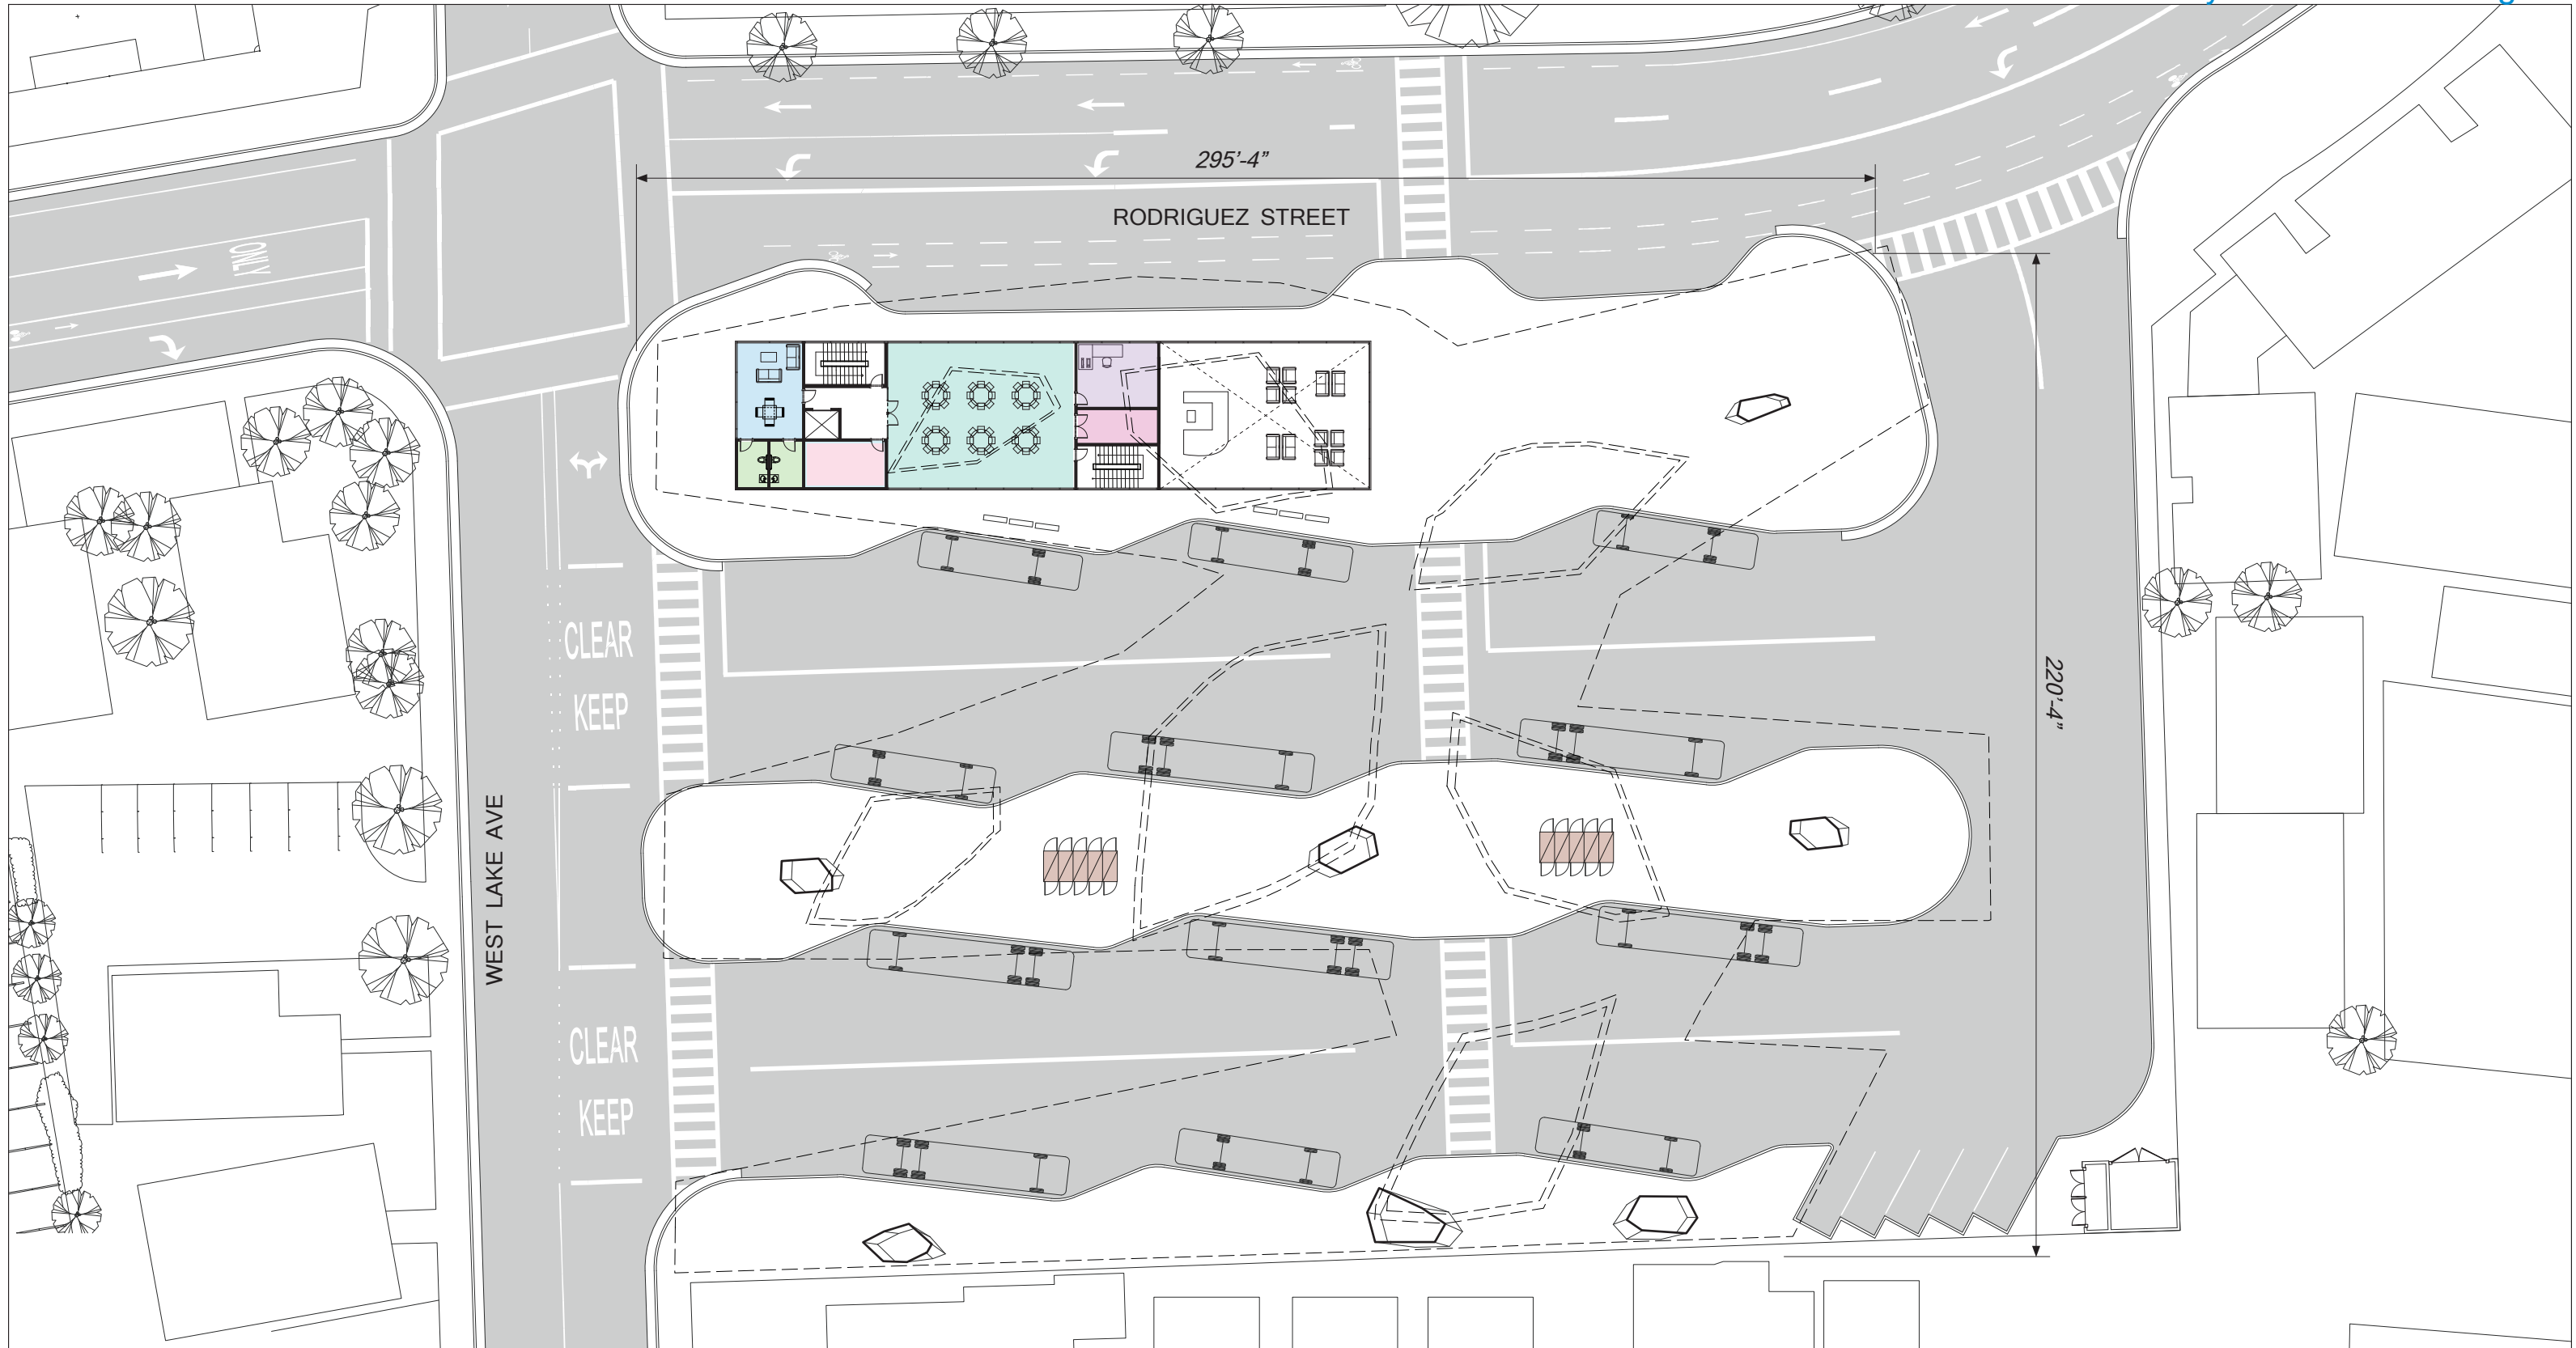 295'-4"
RODRIGUEZ STREET
ONLY
CLEAR
KEEP
220'-4"
WEST LAKE AVE
CLEAR
KEEP